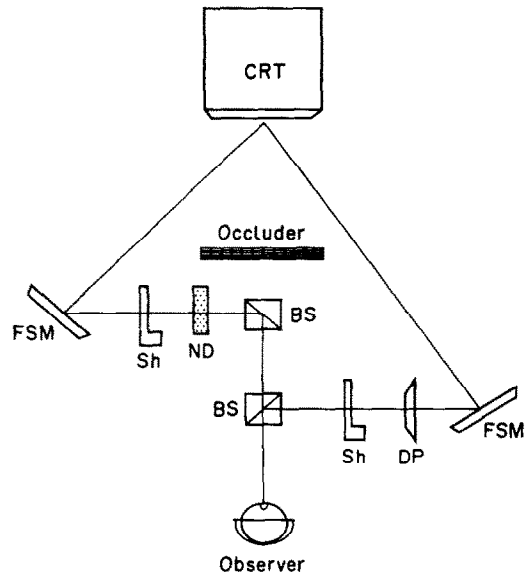 CRT
Occluder
FSM
Sh
ND
BS
BS
Sh
DP
FSM
Observer